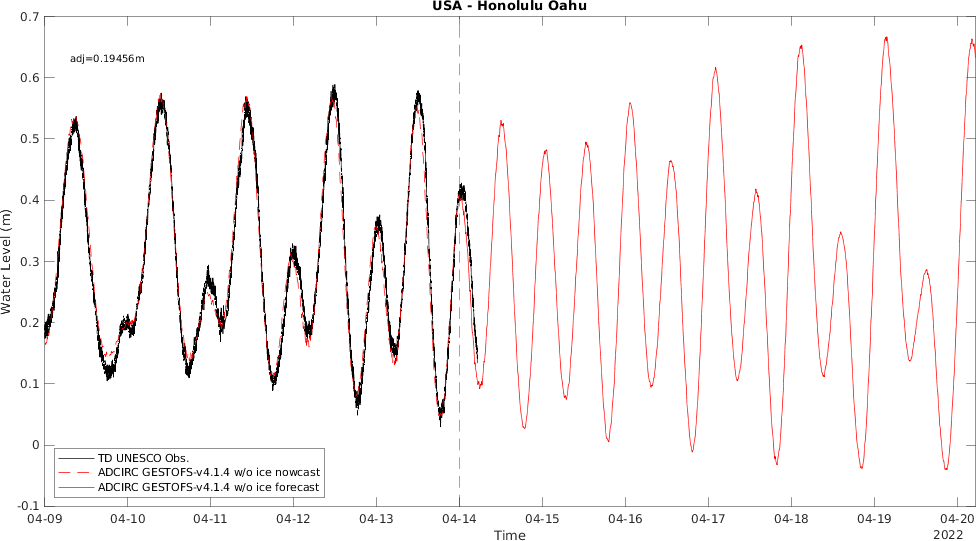 USA - Honolulu Oahu
adj=0.19456m
Water Level (m)
0.7
0.6
0.5
0.4
0.3
0.2
0.1
0
-0.1
TD UNESCO Obs.
ADCIRC GESTOFS-v4.1.4 w/o ice nowcast
ADCIRC GESTOFS-v4.1.4 w/o ice forecast
04-09 04-10 04-11 04-12 04-13 04-14 04-15 04-16 04-17 04-18 04-19 04-20
Time
2022